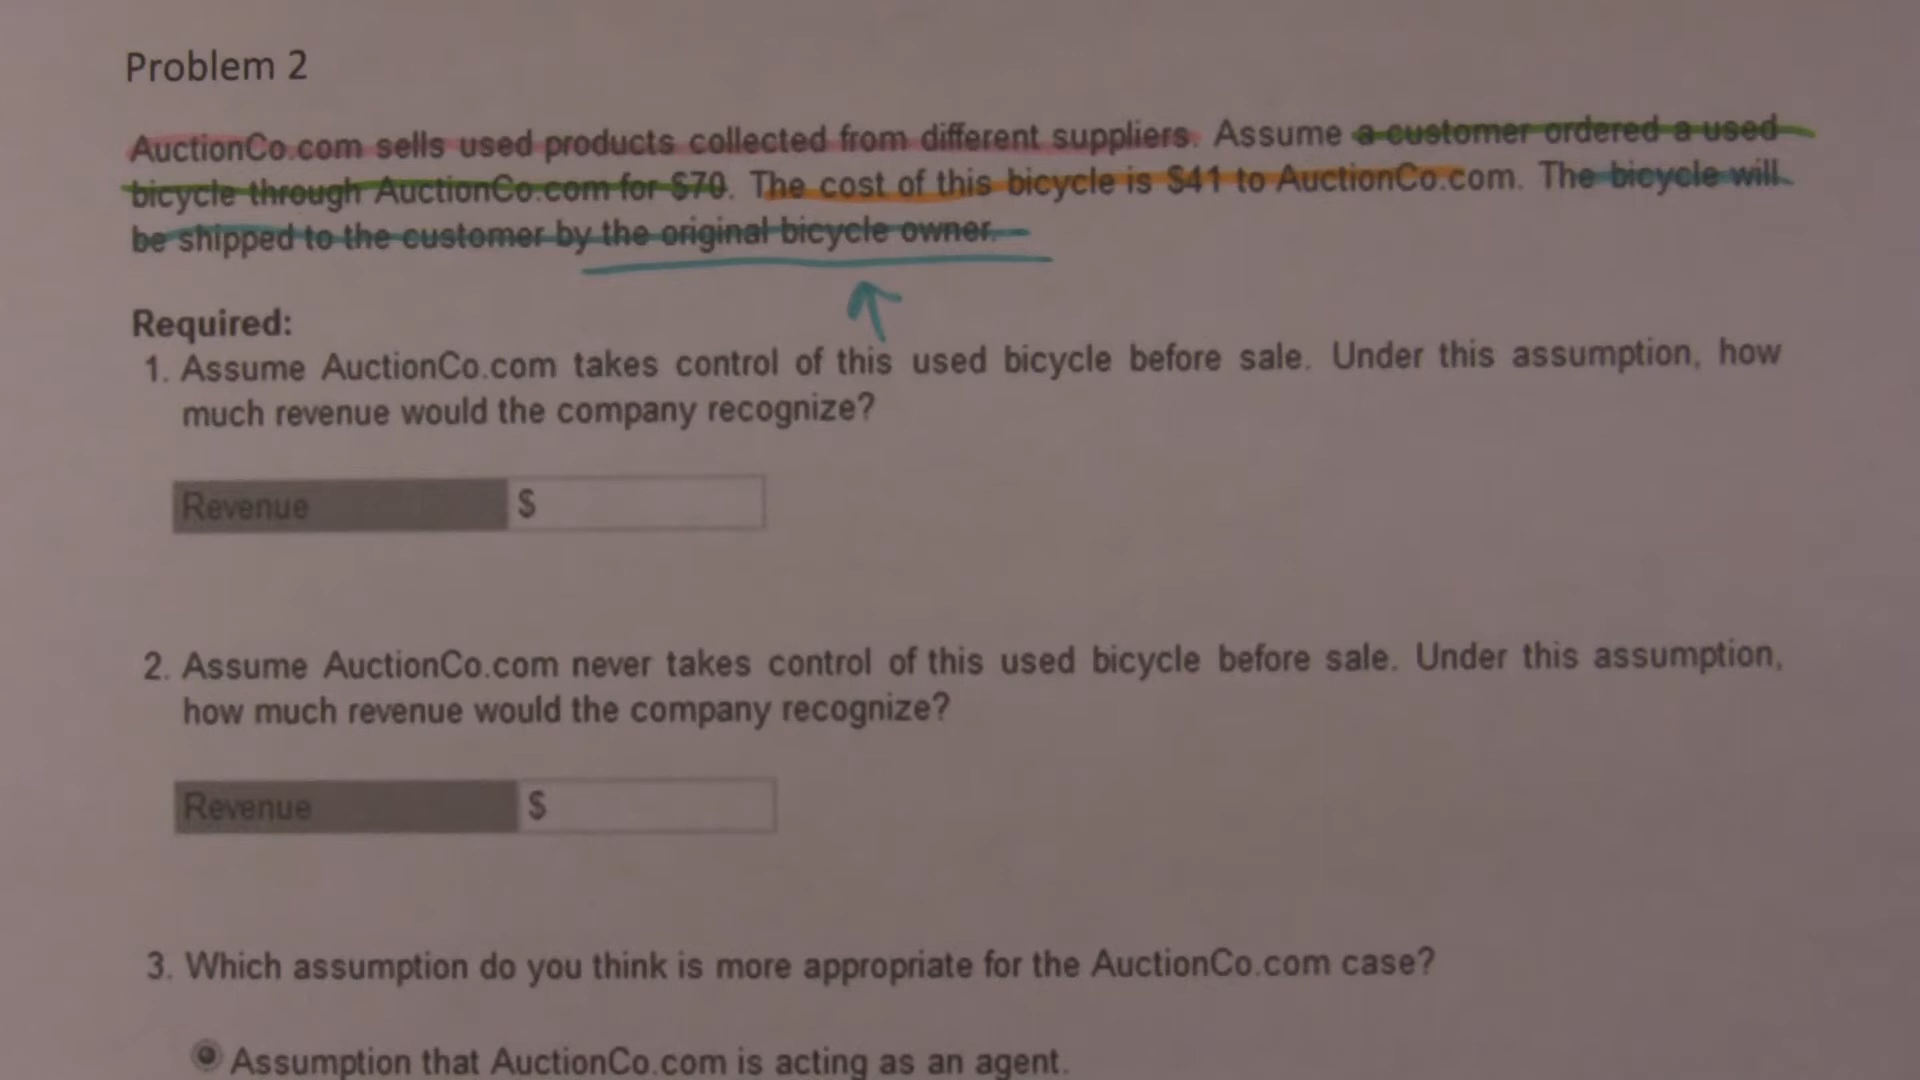 Problem 2
AuctionCo.com sells used products collected from different suppliers. Assume a customer ordered a used
bicycle through AuctionCo.com for $70. The cost of this bicycle is $41 to AuctionCo.com. The bicycle will
be shipped to the customer by the original bicycle owner.
Required:
1. Assume AuctionCo.com takes control of this used bicycle before sale. Under this assumption, how
much revenue would the company recognize?
Revenue $
2. Assume AuctionCo.com never takes control of this used bicycle before sale. Under this assumption,
how much revenue would the company recognize?
Revenue $
3. Which assumption do you think is more appropriate for the AuctionCo.com case?
Assumption that AuctionCo.com is acting as an agent.